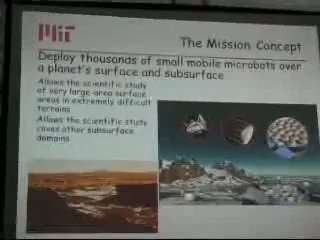 MIT
The Mission Concept
Deploy thousands of small mobile microbots over
a planet's surface and subsurface
Allows the scientific study
of very large area surface
areas in extremely difficult
terrains
Allows the scientific study
caves other subsurface
domains